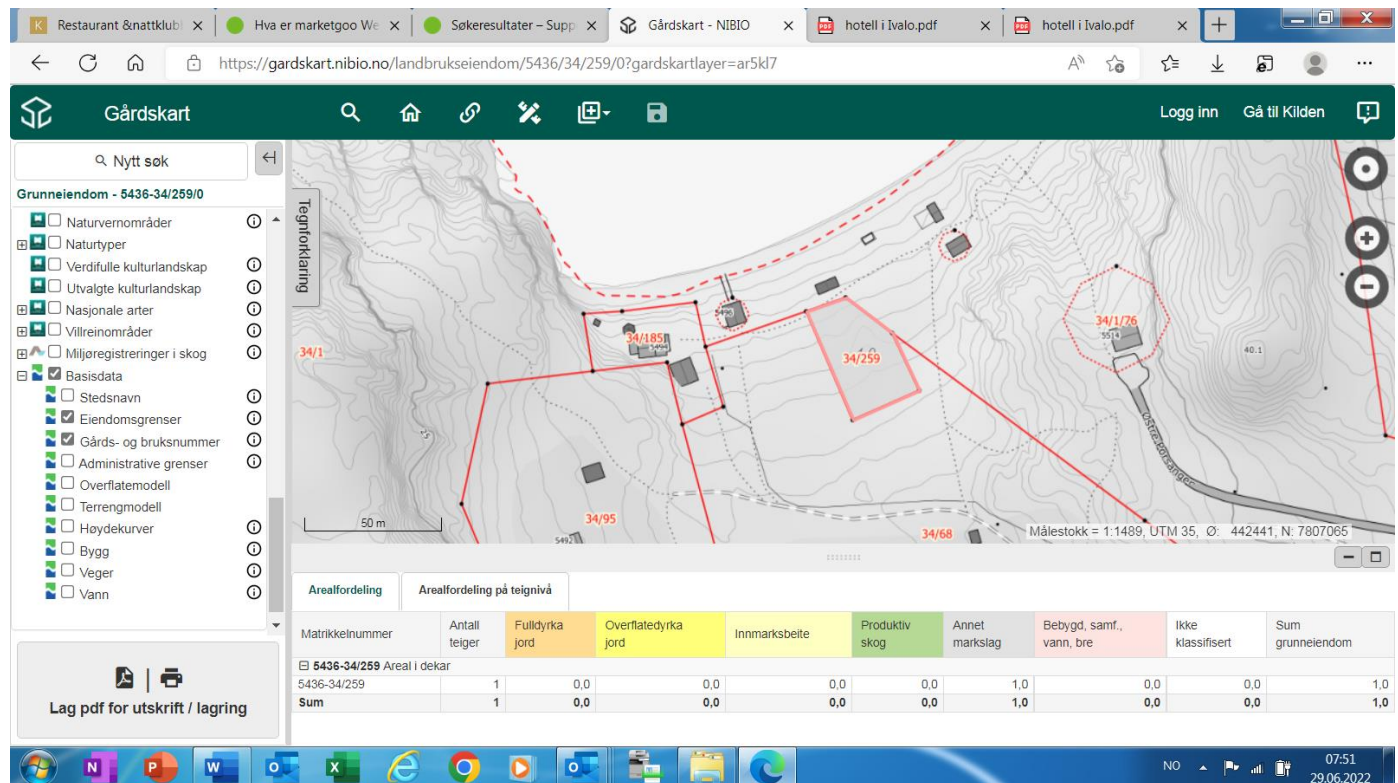 Restaurant &nattklub
Hva er marketgoo We
Søkeresultater – Supp
Gårdskart - NIBIO
hotell i Ivalo.pdf
hotell i Ivalo.pdf
https://gardskart.nibio.no/landbrukseiendom/5436/34/259/0?gardskartlayer=ar5kl7
Gårdskart
Logg inn
Gå til Kilden
Nytt søk
Grunneiendom - 5436-34/259/0
Naturvernområder
Naturtyper
Verdifulle kulturlandskap
Utvalgte kulturlandskap
Nasjonale arter
Villreinområder
Miljøregistreringer i skog
Basisdata
Stedsnavn
Eiendomsgrenser
Gårds- og bruksnummer
Administrative grenser
Overflatemodell
Terrengmodell
Høydekurver
Bygg
Veger
Vann
Lag pdf for utskrift / lagring
Tegnforklaring
34/1
34/185
5494
34/259
34/1/76
5514
40.1
25
Østre Porsanger
34/95
5492
34/68
50 m
Målestokk = 1:1489, UTM 35, Ø: 442441, N: 7807065
Arealfordeling
Arealfordeling på teignivå
Matrikkelnummer Antall teiger Fulldyrka jord Overflatedyrka jord Innmarksbeite Produktiv skog Annet markslag Bebygd, samf., vann, bre Ikke klassifisert Sum grunneiendom
5436-34/259 Areal i dekar
5436-34/259 1 0,0 0,0 0,0 0,0 1,0 0,0 0,0 1,0
Sum 1 0,0 0,0 0,0 0,0 1,0 0,0 0,0 1,0
NO
07:51
29.06.2022